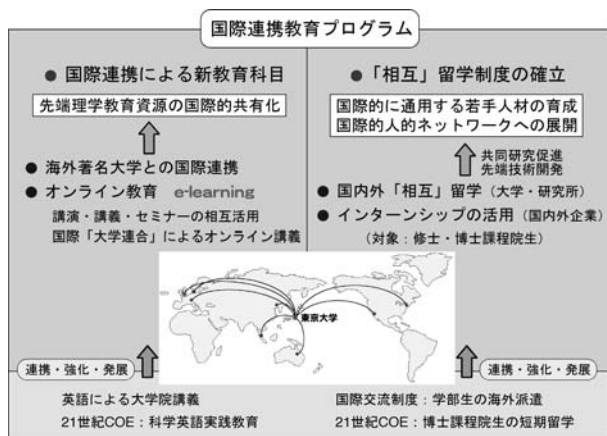 国際連携教育プログラム
● 国際連携による新教育科目
先端理学教育資源の国際的共有化
● 海外著名大学との国際連携
● オンライン教育 e-learning
講演・講義・セミナーの相互活用
国際「大学連合」によるオンライン講義
● 「相互」留学制度の確立
国際的に通用する若手人材の育成
国際的人的ネットワークへの展開
共同研究促進
先端技術開発
● 国内外「相互」留学（大学・研究所）
● インターンシップの活用（国内外企業）
（対象：修士・博士課程院生）
東京大学
連携・強化・発展
英語による大学院講義
21世紀COE：科学英語実践教育
連携・強化・発展
国際交流制度：学部生の海外派遣
21世紀COE：博士課程院生の短期留学